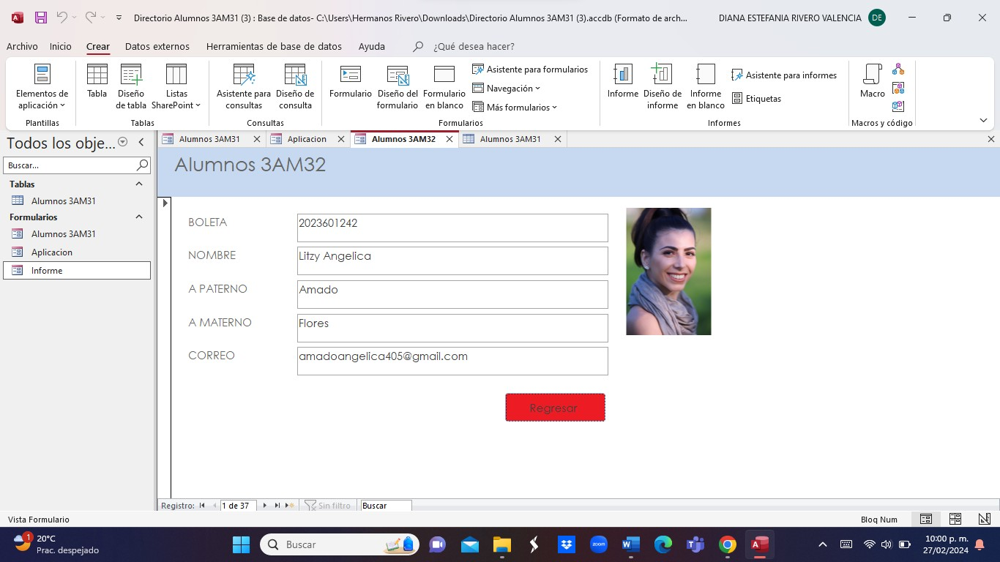 Directorio Alumnos 3AM31 (3) : Base de datos- C:\Users\Hermanos Rivero\Downloads\Directorio Alumnos 3AM31 (3).accdb (Formato de arch...
DIANA ESTEFANIA RIVERO VALENCIA
DE
Archivo Inicio Crear Datos externos Herramientas de base de datos Ayuda ¿Qué desea hacer?
Elementos de aplicación
Plantillas
Tabla
Diseño de tabla
Listas SharePoint
Tablas
Asistente para consultas
Diseño de consulta
Consultas
Formulario
Diseño del formulario
Formulario en blanco
Asistente para formularios
Navegación
Más formularios
Formularios
Informe
Diseño de informe
Informe en blanco
Asistente para informes
Etiquetas
Informes
Macro
Macros y código
Todos los obje...
Buscar...
Tablas
Alumnos 3AM31
Formularios
Alumnos 3AM31
Aplicacion
Informe
Alumnos 3AM31 Aplicacion Alumnos 3AM32 Alumnos 3AM31
Alumnos 3AM32
BOLETA 2023601242
NOMBRE Litzy Angelica
A PATERNO Amado
A MATERNO Flores
CORREO amadoangelica405@gmail.com
Regresar
Registro: 1 de 37 Sin filtro Buscar
Vista Formulario
Bloq Num
1
20°C
Prac. despejado
Buscar
zoom
10:00 p. m.
27/02/2024